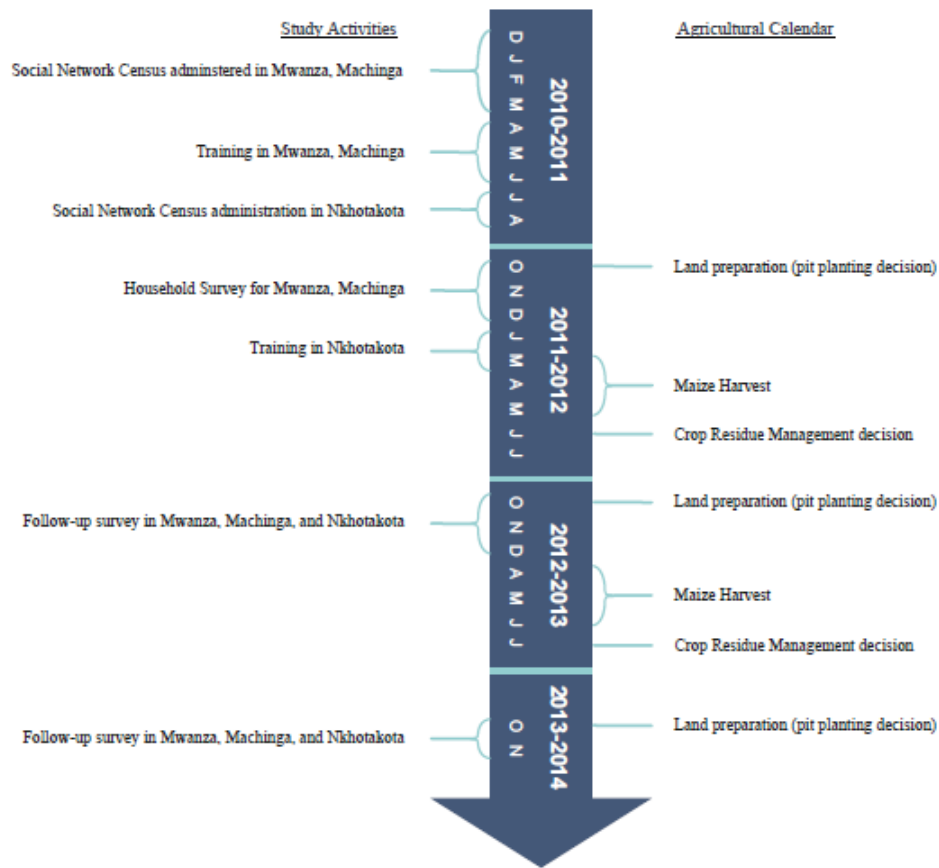 Study Activities
Agricultural Calendar
2010-2011
D
J
F
M
A
M
J
J
A
Social Network Census adminstered in Mwanza, Machinga
Training in Mwanza, Machinga
Social Network Census administration in Nkhotakota
2011-2012
O
N
D
J
M
A
M
J
J
Land preparation (pit planting decision)
Household Survey for Mwanza, Machinga
Training in Nkhotakota
Maize Harvest
Crop Residue Management decision
2012-2013
O
N
D
A
M
J
J
Land preparation (pit planting decision)
Follow-up survey in Mwanza, Machinga, and Nkhotakota
Maize Harvest
Crop Residue Management decision
2013-2014
O
N
Land preparation (pit planting decision)
Follow-up survey in Mwanza, Machinga, and Nkhotakota